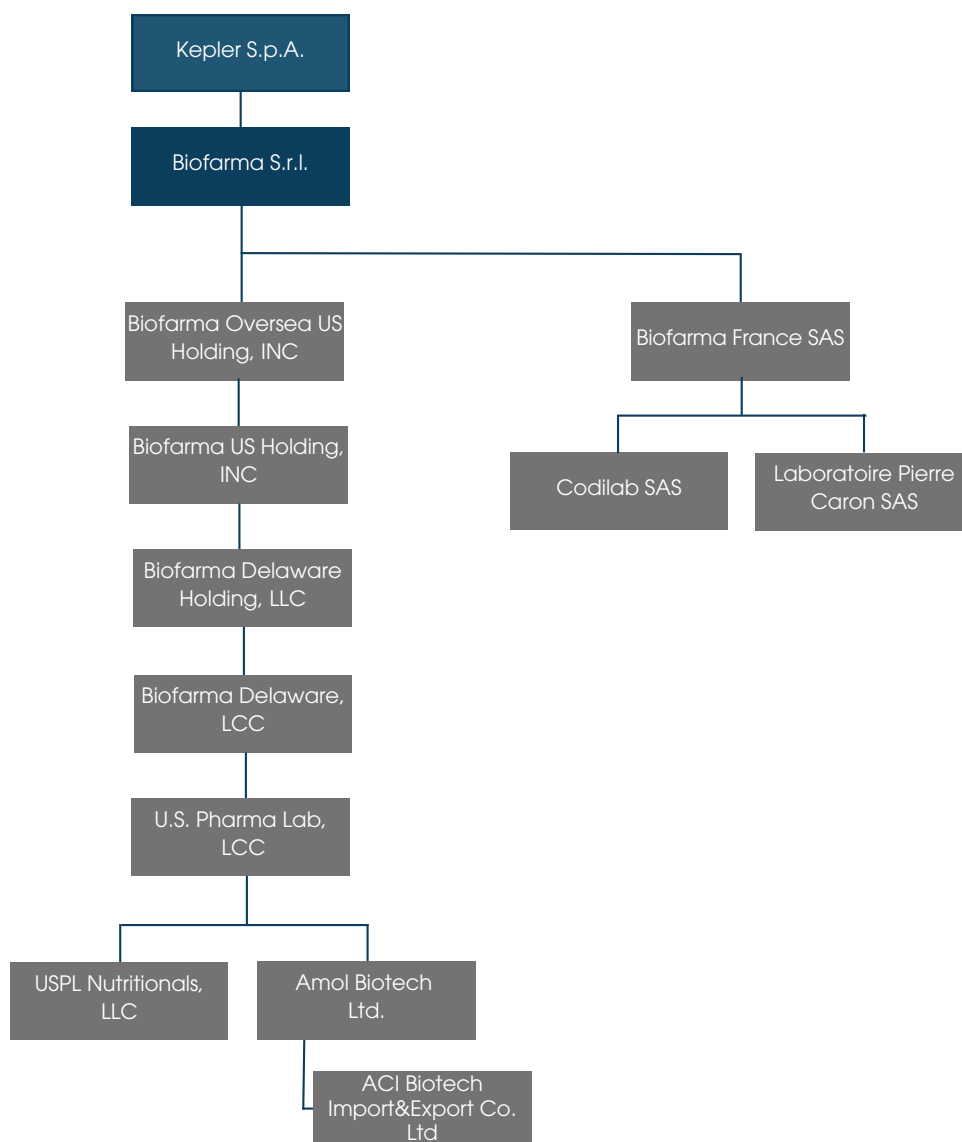 Kepler S.p.A.
Biofarma S.r.l.
Biofarma Oversea US
Holding, INC
Biofarma France SAS
Biofarma US Holding,
INC
Codilab SAS
Laboratoire Pierre
Caron SAS
Biofarma Delaware
Holding, LLC
Biofarma Delaware,
LCC
U.S. Pharma Lab,
LCC
USPL Nutritionals,
LLC
Amol Biotech
Ltd.
ACI Biotech
Import&Export Co.
Ltd